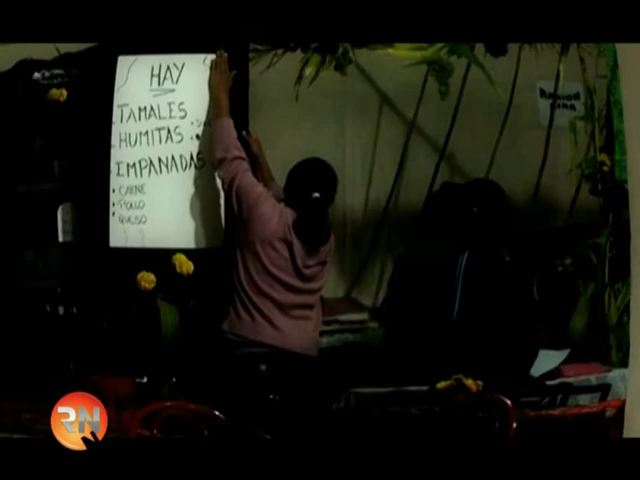 HAY
TAMALES
HUMITAS
EMPANADAS
• CARNE
• POLLO
• QUESO
RN